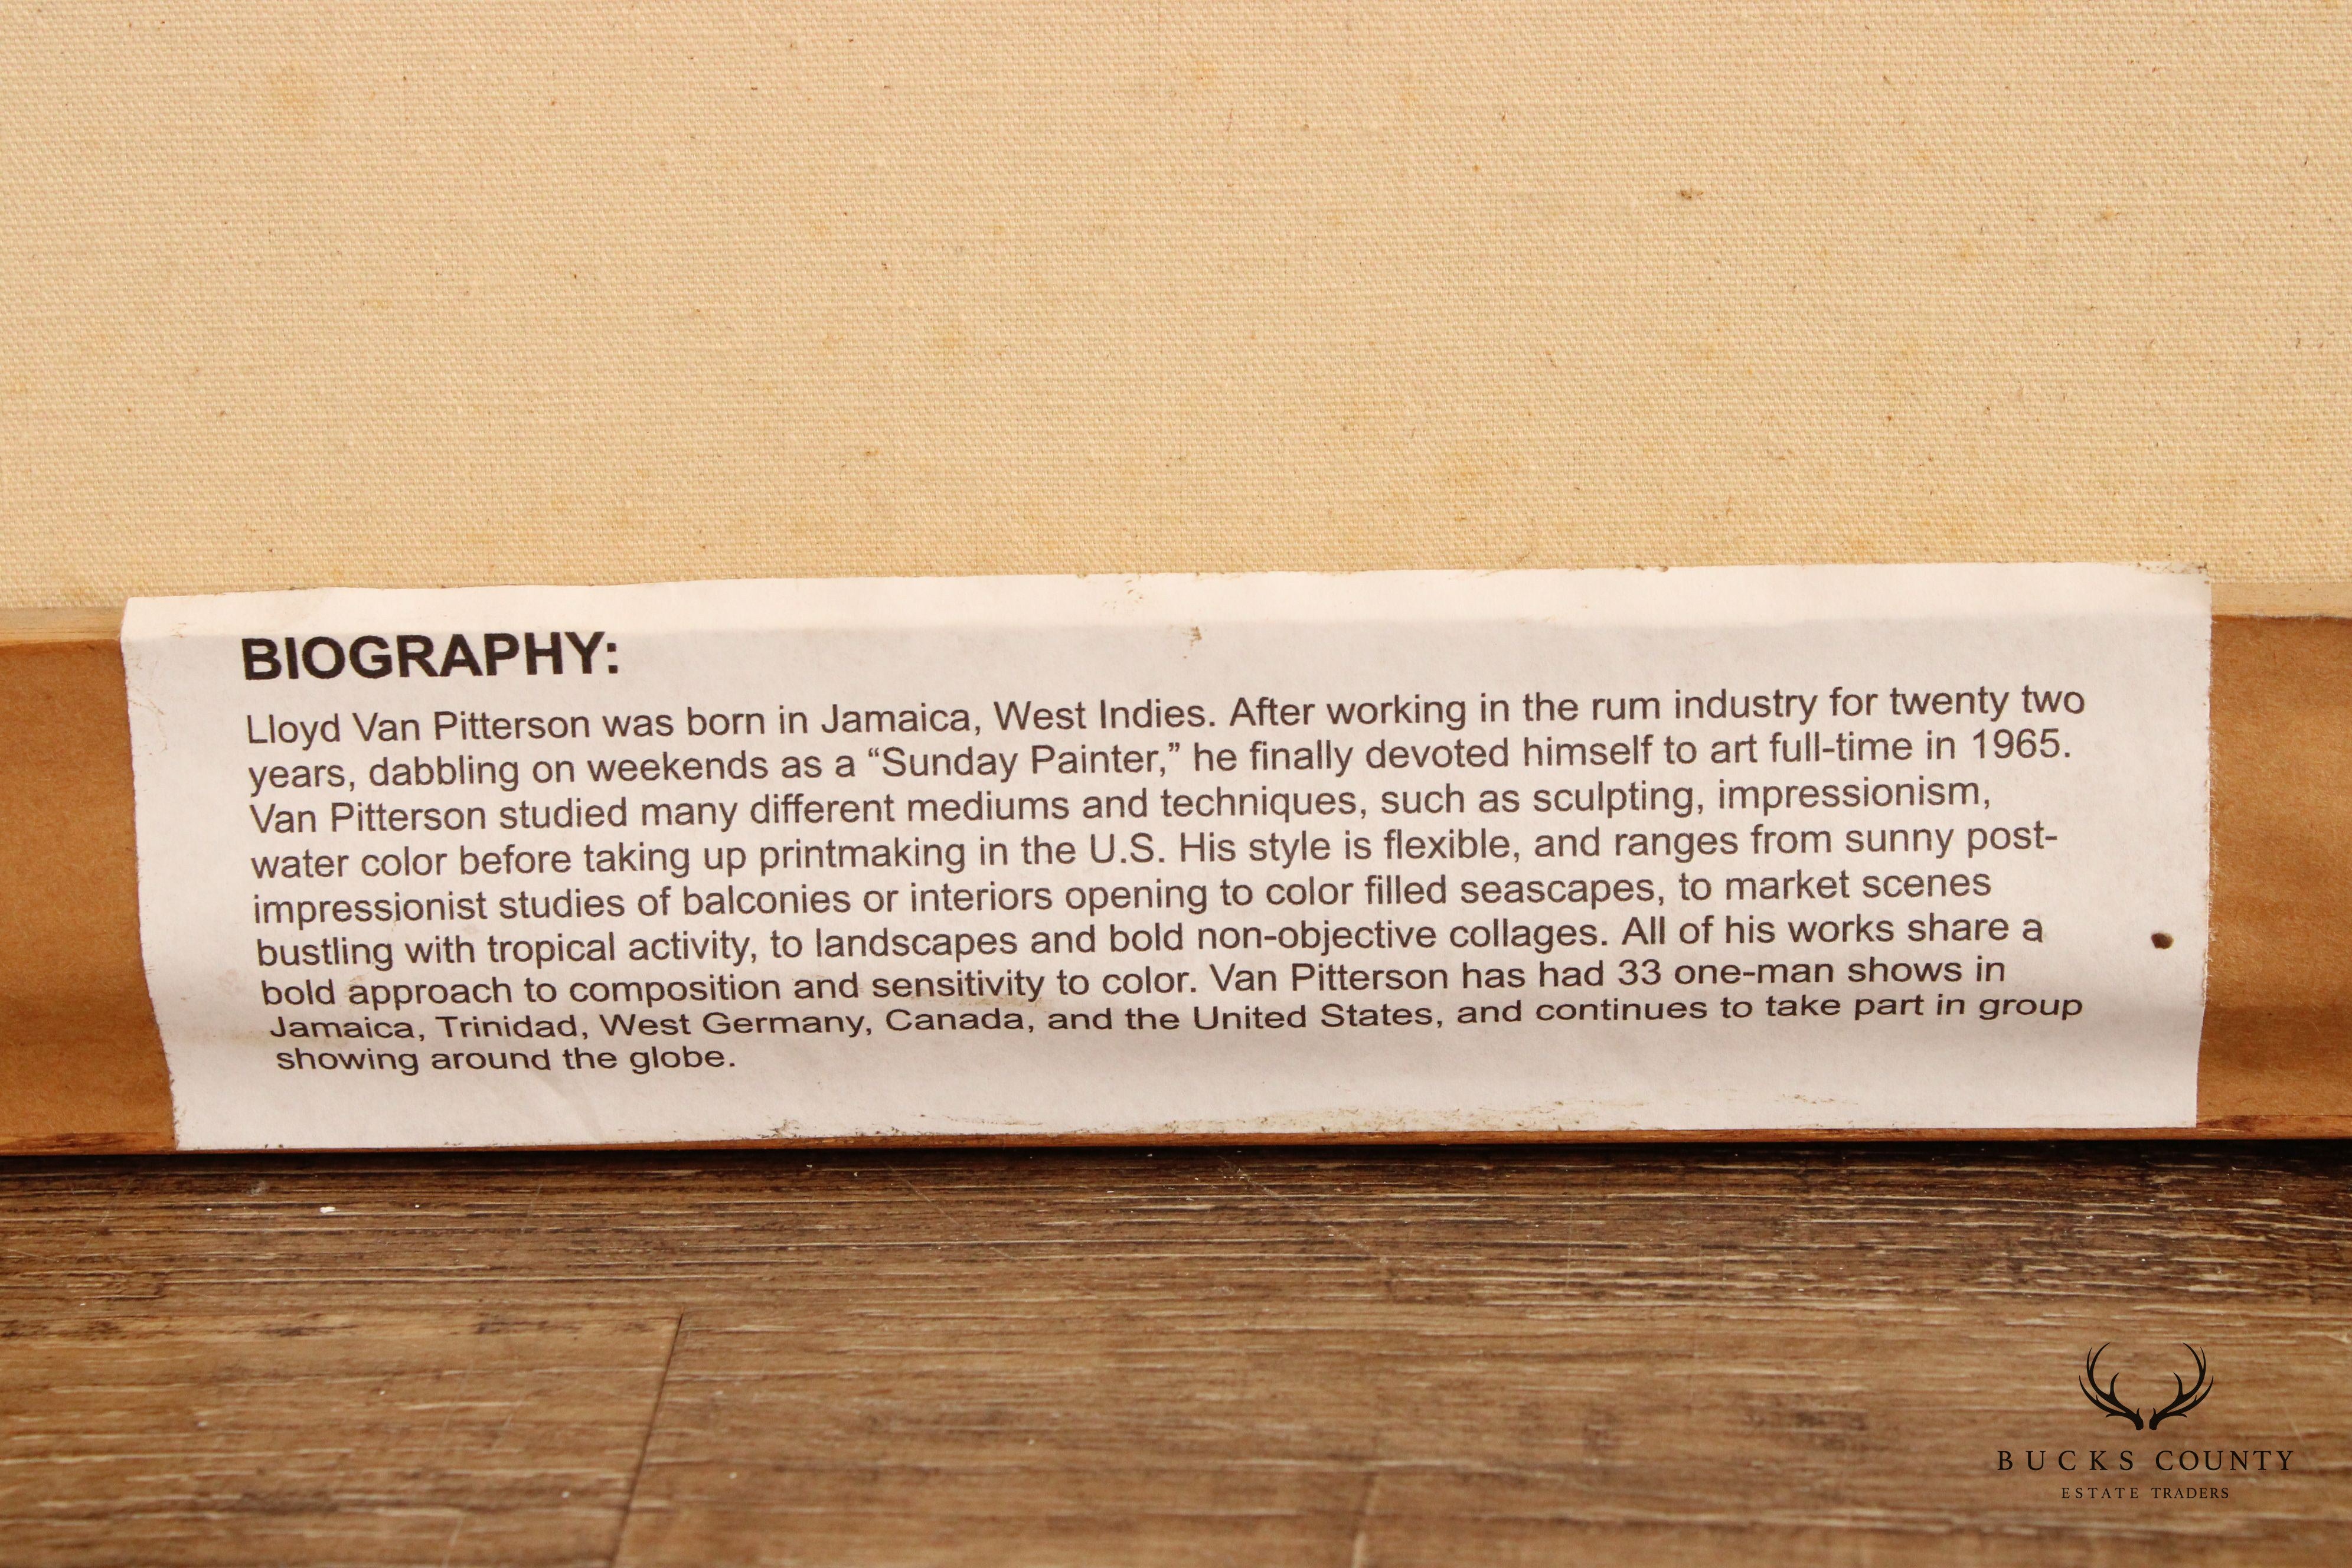 BIOGRAPHY:
Lloyd Van Pitterson was born in Jamaica, West Indies. After working in the rum industry for twenty two
years, dabbling on weekends as a “Sunday Painter,” he finally devoted himself to art full-time in 1965.
Van Pitterson studied many different mediums and techniques, such as sculpting, impressionism,
water color before taking up printmaking in the U.S. His style is flexible, and ranges from sunny post-
impressionist studies of balconies or interiors opening to color filled seascapes, to market scenes
bustling with tropical activity, to landscapes and bold non-objective collages. All of his works share a
bold approach to composition and sensitivity to color. Van Pitterson has had 33 one-man shows in
Jamaica, Trinidad, West Germany, Canada, and the United States, and continues to take part in group
showing around the globe.
BUCKS COUNTY
ESTATE TRADERS